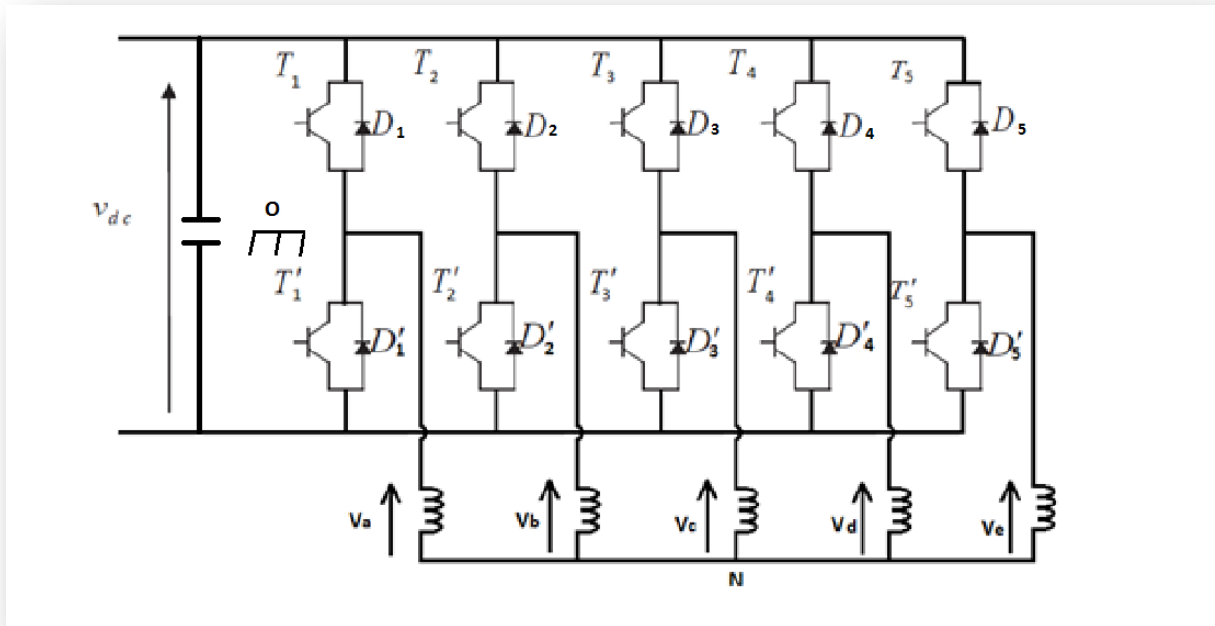 T1 T2 T3 T4 T5
D1 D2 D3 D4 D5
vdc
O
T'1 T'2 T'3 T'4 T'5
D'1 D'2 D'3 D'4 D'5
Va Vb Vc Vd Ve
N